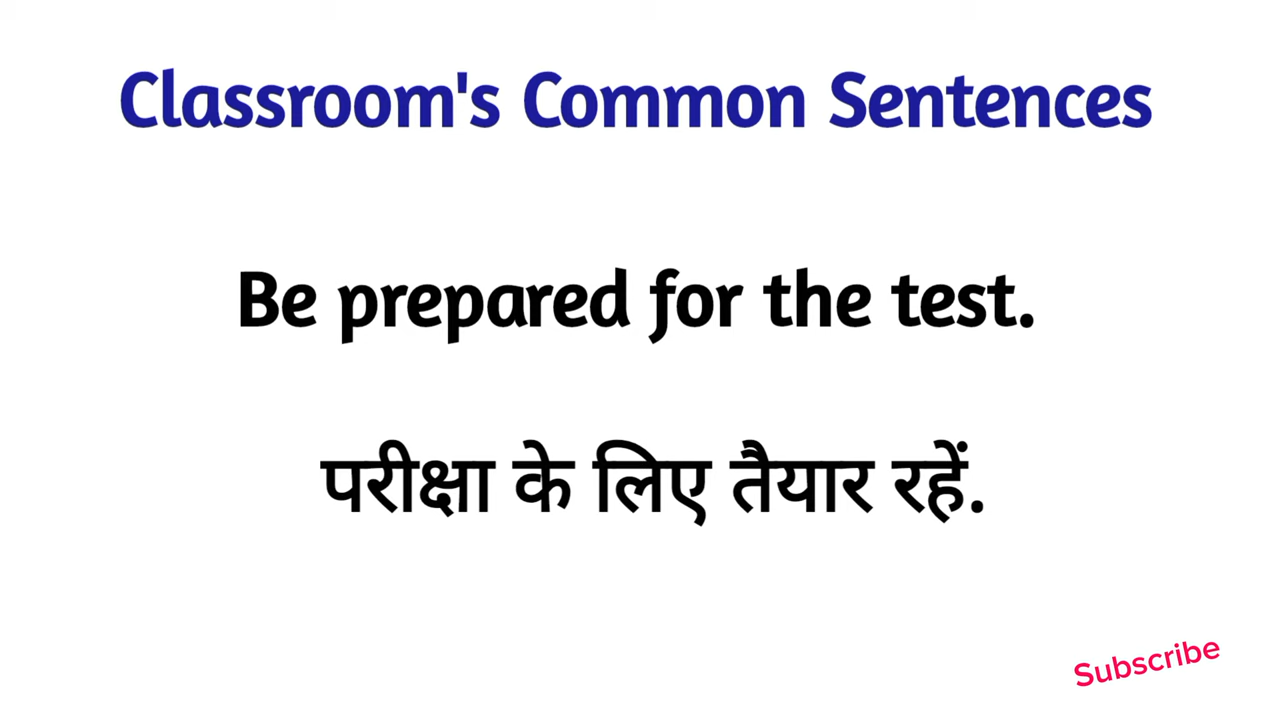 Classroom's Common Sentences
Be prepared for the test.
परीक्षा के लिए तैयार रहें.
Subscribe